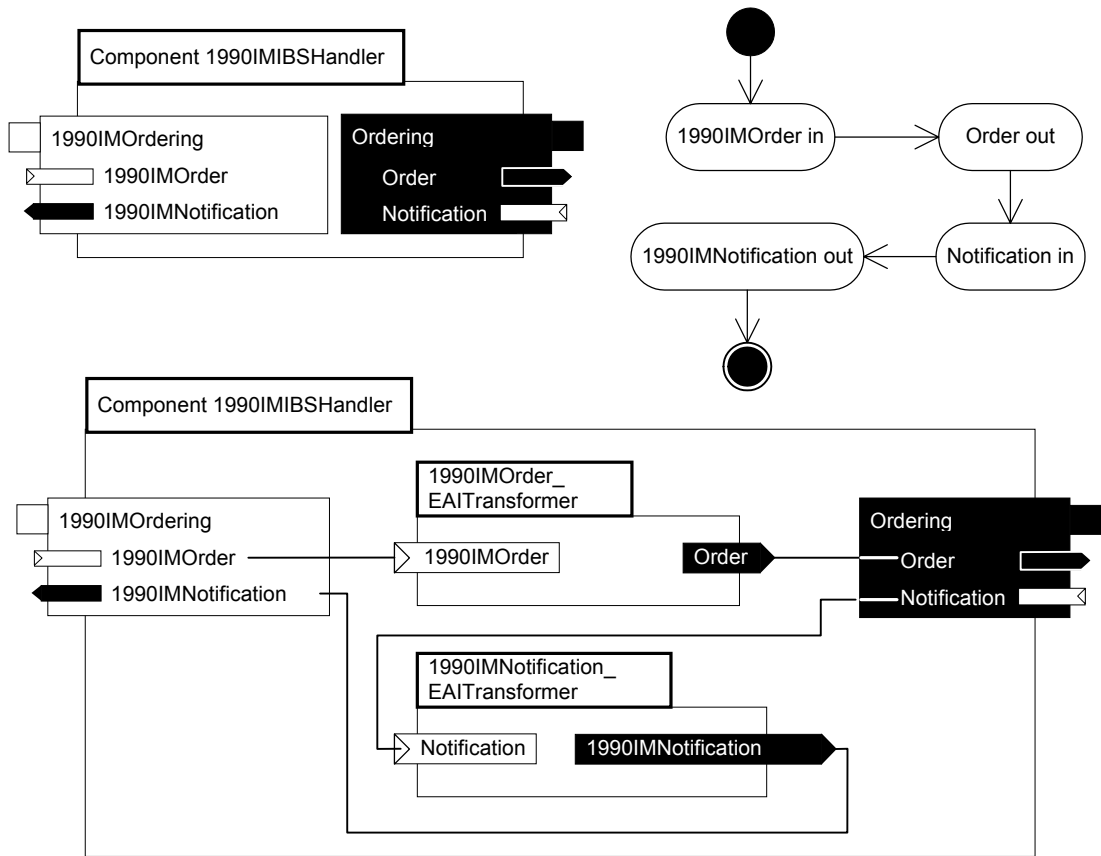 Component 1990IMIBSHandler
1990IMOrdering
1990IMOrder
1990IMNotification
Ordering
Order
Notification
1990IMOrder in
Order out
1990IMNotification out
Notification in
Component 1990IMIBSHandler
1990IMOrdering
1990IMOrder
1990IMNotification
1990IMOrder_
EAITransformer
1990IMOrder
Order
Ordering
Order
Notification
1990IMNotification_
EAITransformer
Notification
1990IMNotification